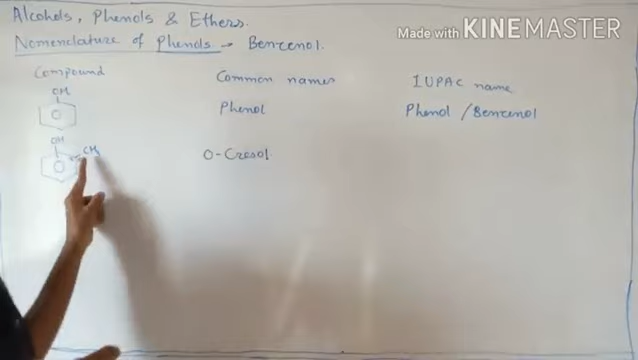 Alcohols, Phenols & Ethers.
Made with KINEMASTER
Nomenclature of Phenols - Benzenol.
Compound Common names IUPAC name
OH
Phenol Phenol / Benzenol
OH
CH3
O-Cresol